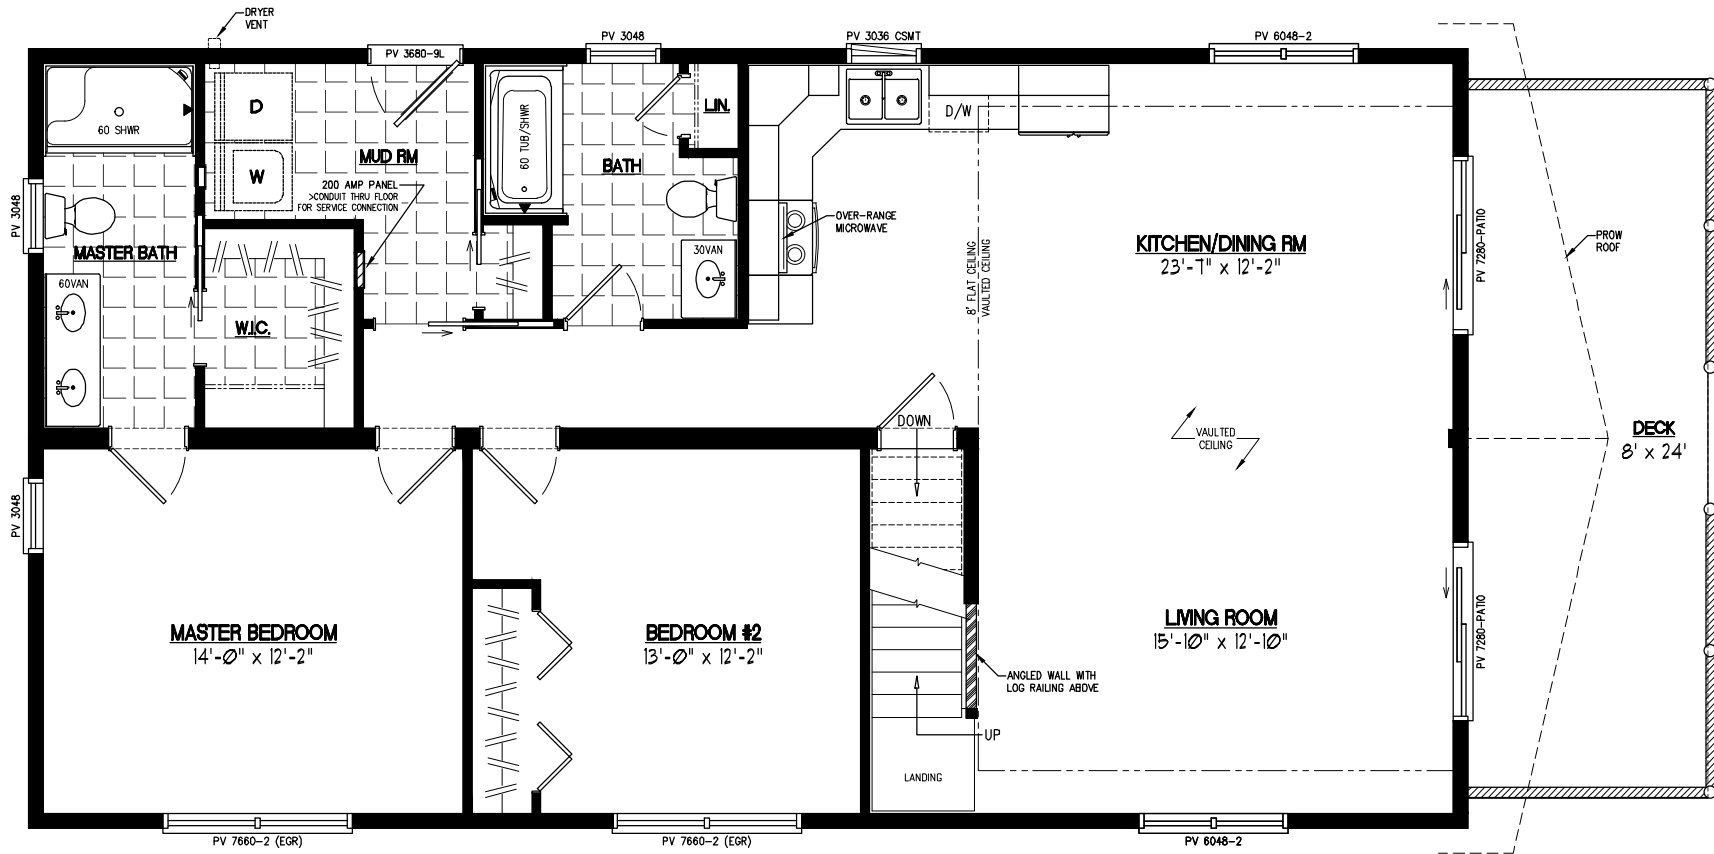 DRYER
VENT
PV 3680-9L
PV 3048
PV 3036 CSMT
PV 6048-2
60 SHWR
D
W
MUD RM
200 AMP PANEL
>CONDUIT THRU FLOOR
FOR SERVICE CONNECTION
60 TUB/SHWR
BATH
LIN.
D/W
PV 3048
MASTER BATH
60VAN
W.I.C.
30VAN
OVER-RANGE
MICROWAVE
8' FLAT CEILING
VAULTED CEILING
KITCHEN/DINING RM
23'-7" x 12'-2"
PV 7280-PATIO
PROW
ROOF
DOWN
VAULTED
CEILING
DECK
8' x 24'
PV 3048
MASTER BEDROOM
14'-0" x 12'-2"
BEDROOM #2
13'-0" x 12'-2"
LIVING ROOM
15'-10" x 12'-10"
PV 7280-PATIO
ANGLED WALL WITH
LOG RAILING ABOVE
UP
LANDING
PV 7660-2 (EGR)
PV 7660-2 (EGR)
PV 6048-2